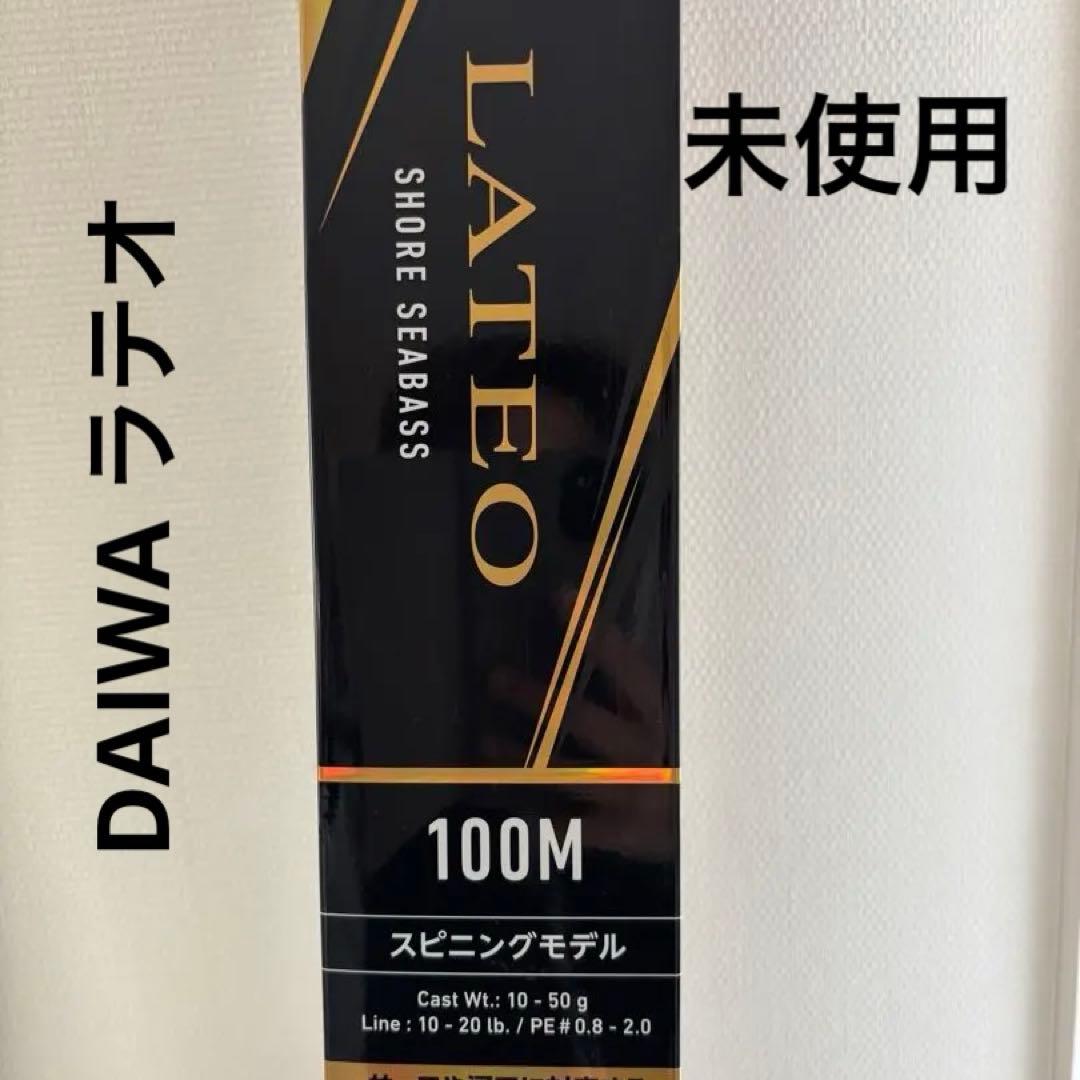 未使用
DAIWA ラテオ
LATEO
SHORE SEABASS
100M
スピニングモデル
Cast Wt.: 10 - 50 g
Line : 10 - 20 lb. / PE#0.8 - 2.0